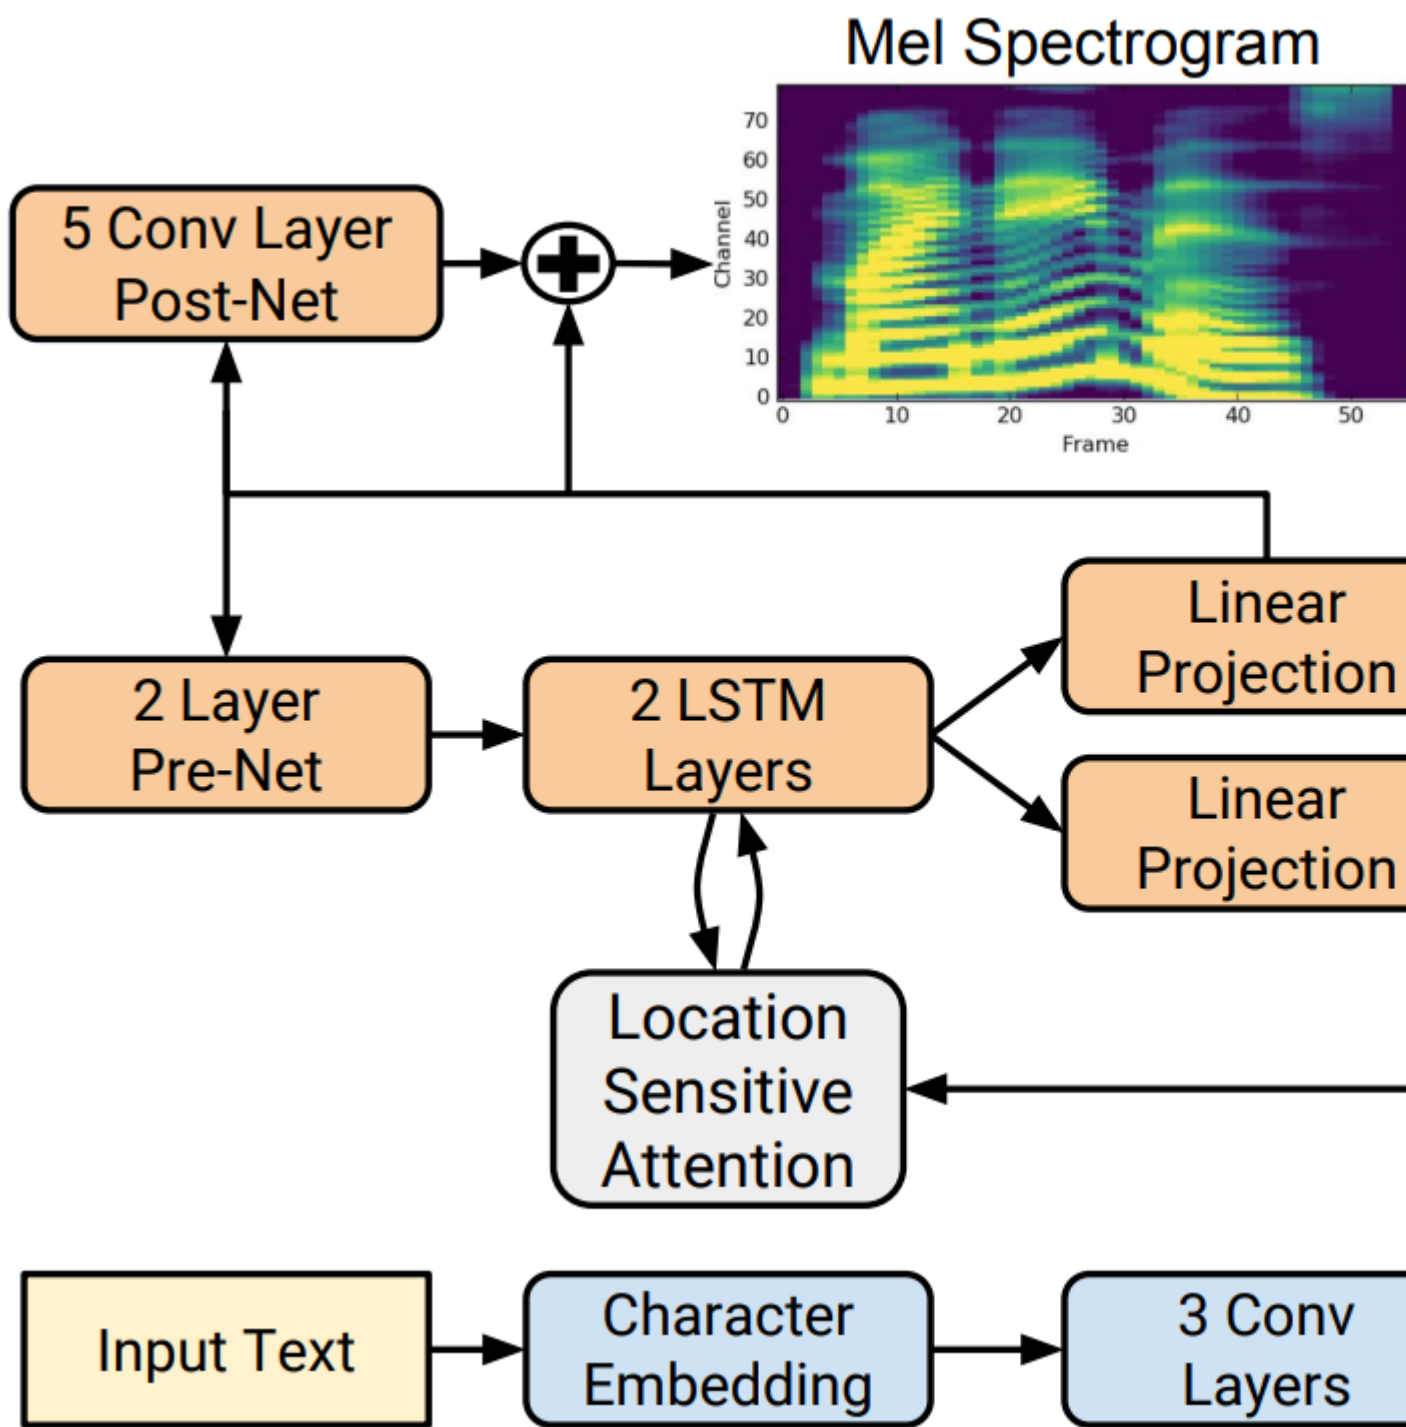 Mel Spectrogram
70
60
50
40
30
20
10
0
Channel
0 10 20 30 40 50
Frame
5 Conv Layer
Post-Net
Linear
Projection
2 Layer
Pre-Net
2 LSTM
Layers
Linear
Projection
Location
Sensitive
Attention
Input Text
Character
Embedding
3 Conv
Layers